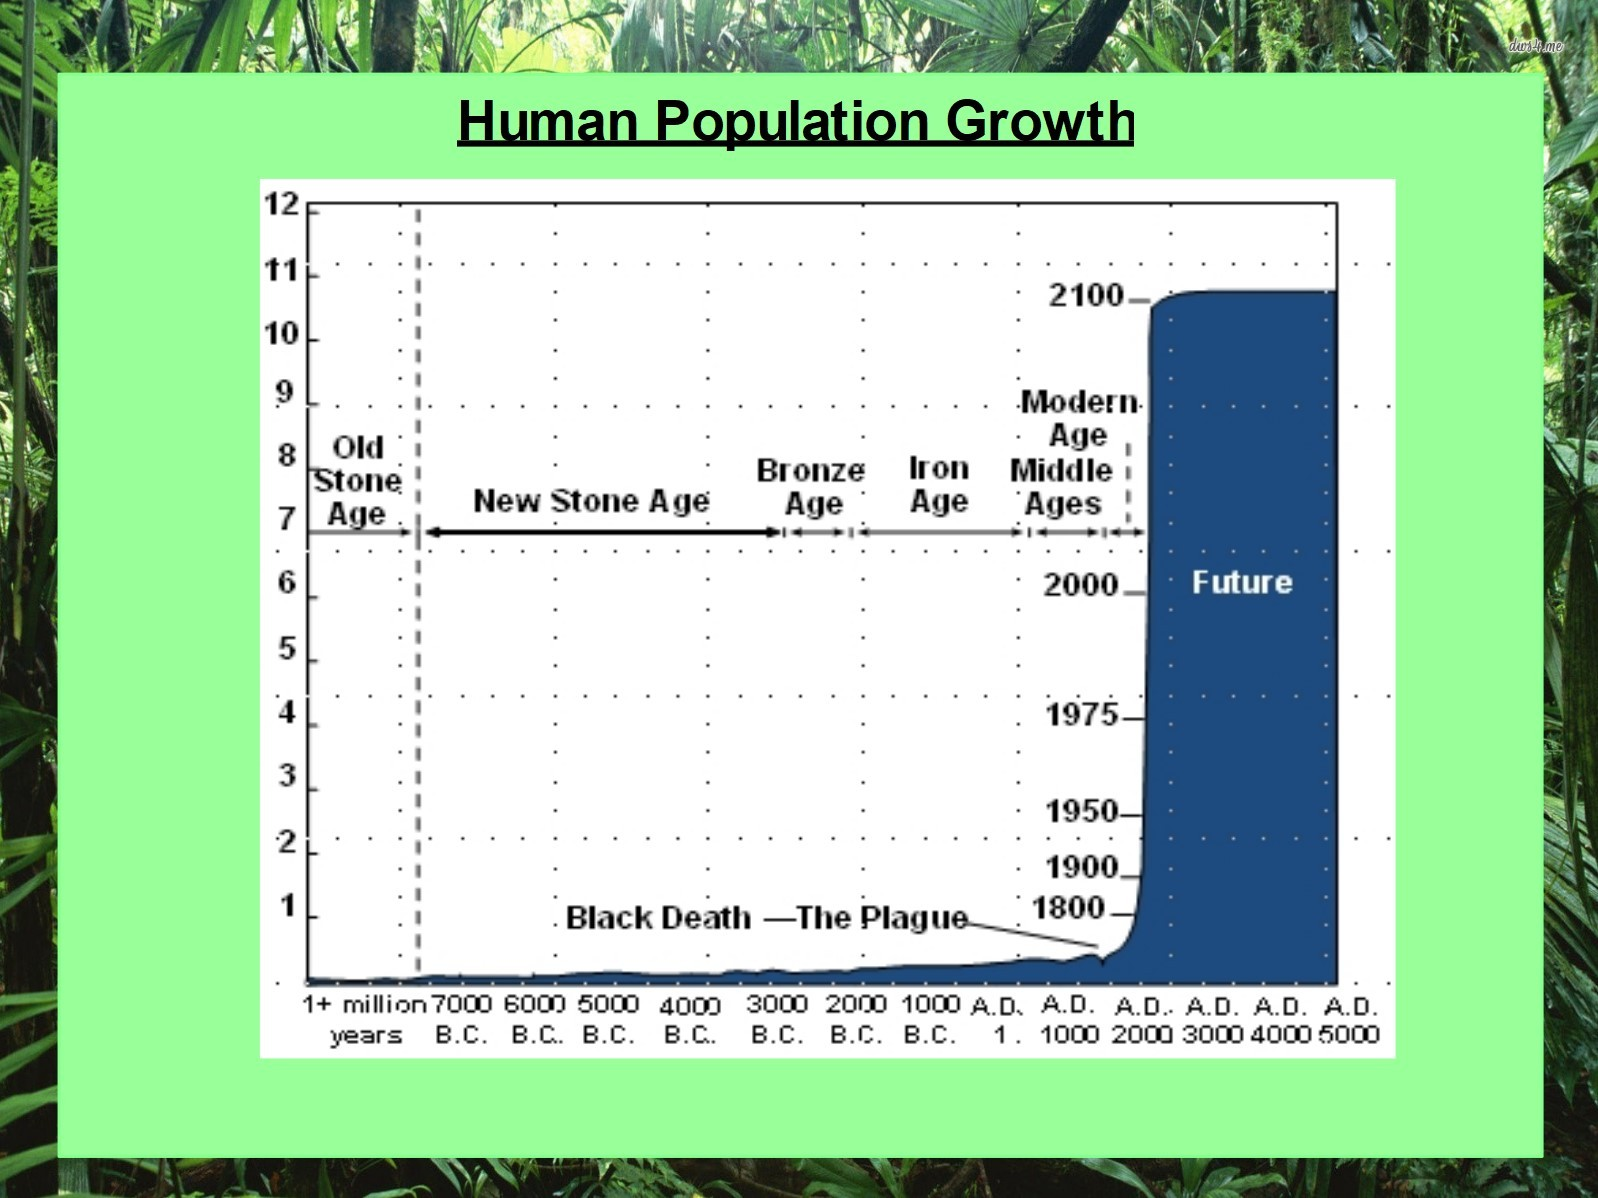 dws4.me
Human Population Growth
12
11
10
9
8
7
6
5
4
3
2
1
Old
Stone
Age
New Stone Age
Bronze
Age
Iron
Age
Middle
Ages
Modern
Age
2100
2000
1975
1950
1900
1800
Future
Black Death —The Plague
1+ million
years
7000
B.C.
6000
B.C.
5000
B.C.
4000
B.C.
3000
B.C.
2000
B.C.
1000
B.C.
A.D.
1.
A.D.
1000
A.D.
2000
A.D.
3000
A.D.
4000
A.D.
5000